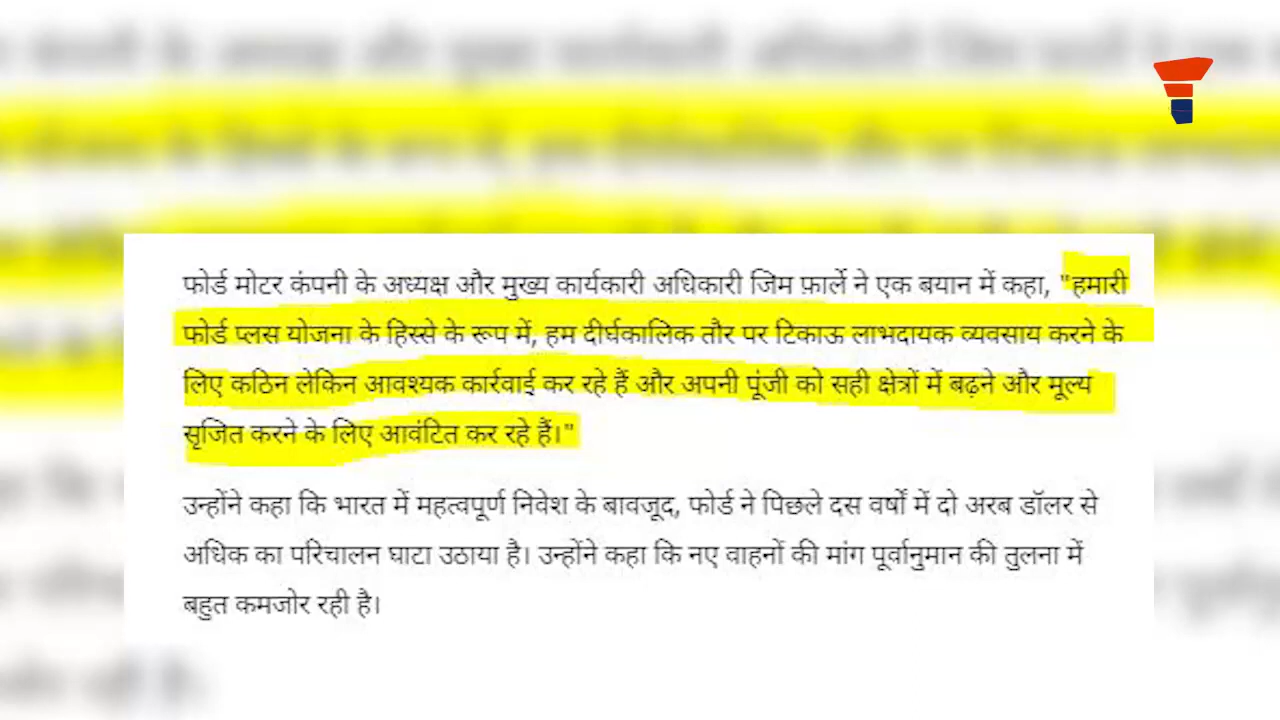 फोर्ड मोटर कंपनी के अध्यक्ष और मुख्य कार्यकारी अधिकारी जिम फ़ार्ले ने एक बयान में कहा, "हमारी
फोर्ड प्लस योजना के हिस्से के रूप में, हम दीर्घकालिक तौर पर टिकाऊ लाभदायक व्यवसाय करने के
लिए कठिन लेकिन आवश्यक कार्रवाई कर रहे हैं और अपनी पूंजी को सही क्षेत्रों में बढ़ने और मूल्य
सृजित करने के लिए आवंटित कर रहे हैं।"
उन्होंने कहा कि भारत में महत्वपूर्ण निवेश के बावजूद, फोर्ड ने पिछले दस वर्षों में दो अरब डॉलर से
अधिक का परिचालन घाटा उठाया है। उन्होंने कहा कि नए वाहनों की मांग पूर्वानुमान की तुलना में
बहुत कमजोर रही है।